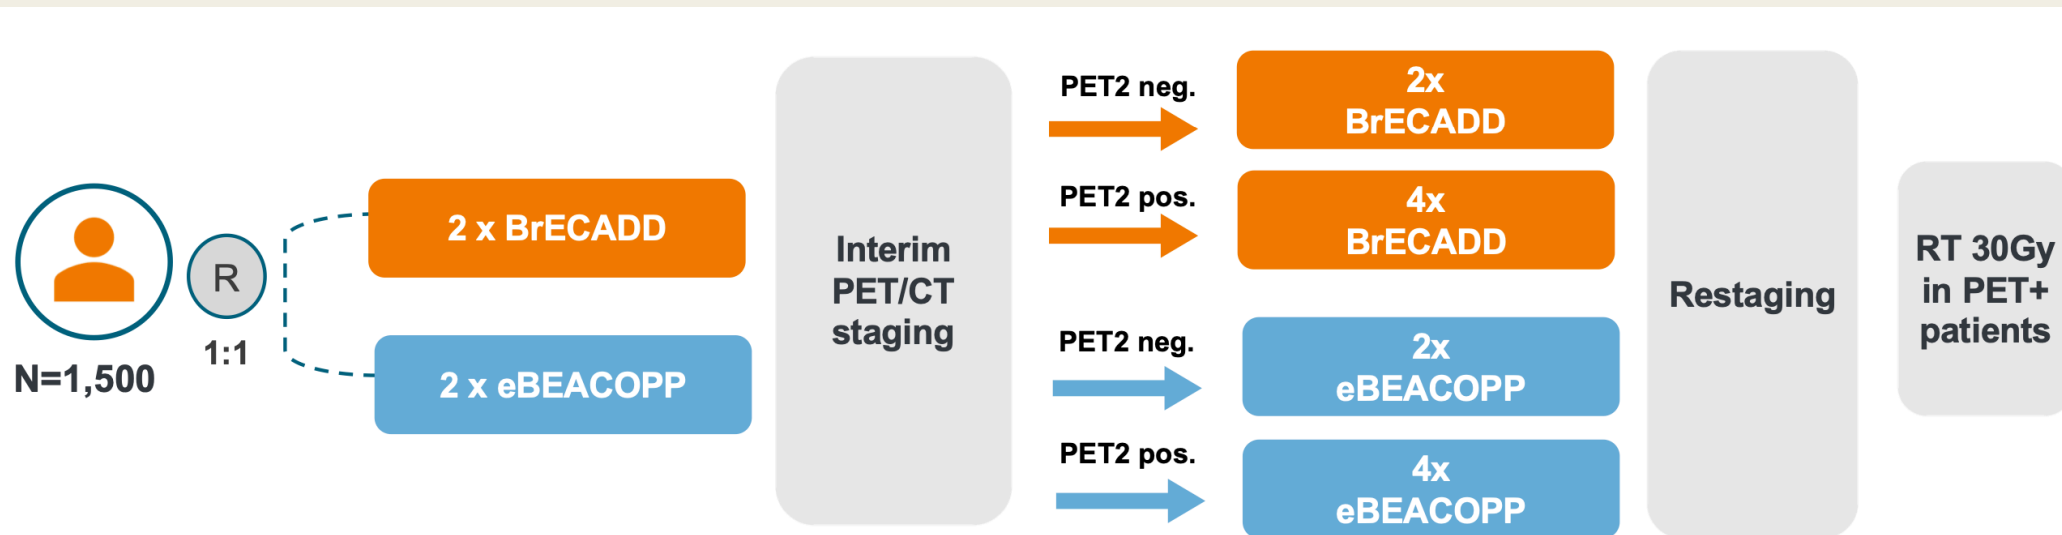 N=1,500
R
1:1
2 x BrECADD
2 x eBEACOPP
Interim
PET/CT
staging
PET2 neg.
2x
BrECADD
PET2 pos.
4x
BrECADD
PET2 neg.
2x
eBEACOPP
PET2 pos.
4x
eBEACOPP
Restaging
RT 30Gy
in PET+
patients